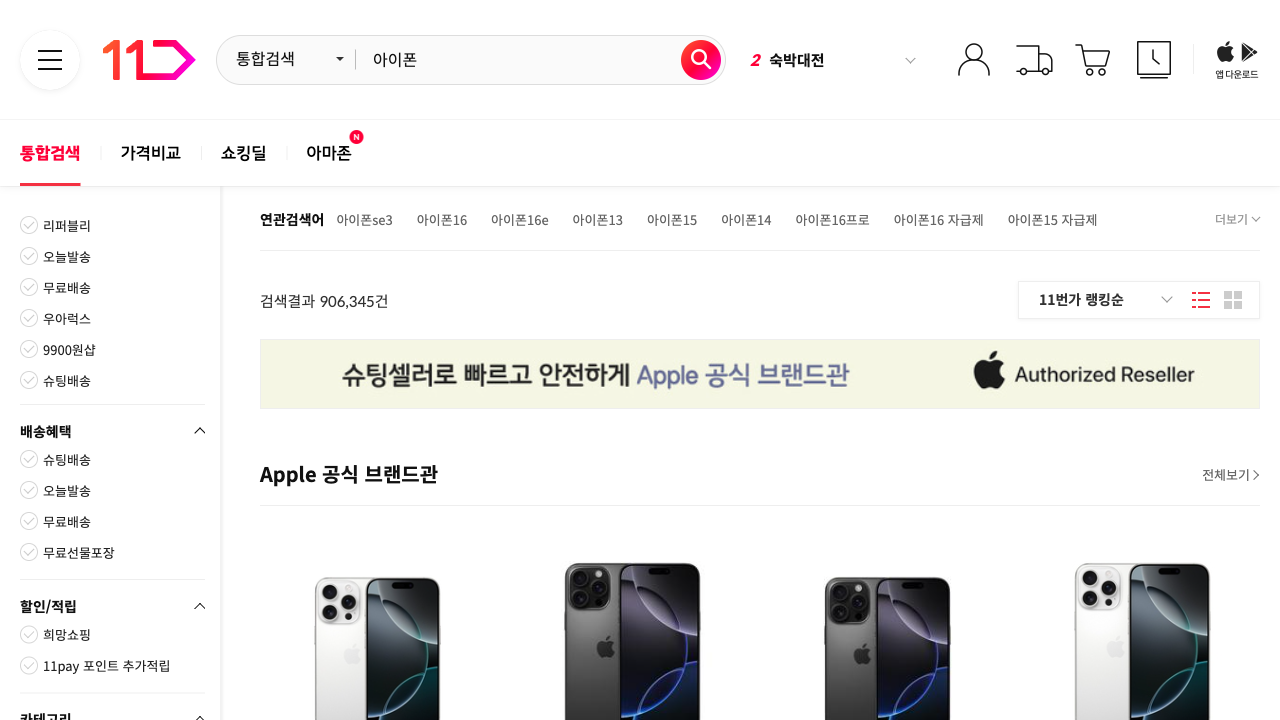 11
통합검색
아이폰
2 숙박대전
앱 다운로드
통합검색
가격비교
쇼킹딜
아마존
N
리퍼블리
오늘발송
무료배송
우아럭스
9900원샵
슈팅배송
배송혜택
슈팅배송
오늘발송
무료배송
무료선물포장
할인/적립
희망쇼핑
11pay 포인트 추가적립
카테고리
연관검색어 아이폰se3 아이폰16 아이폰16e 아이폰13 아이폰15 아이폰14 아이폰16프로 아이폰16 자급제 아이폰15 자급제 더보기
검색결과 906,345건
11번가 랭킹순
슈팅셀러로 빠르고 안전하게 Apple 공식 브랜드관
Authorized Reseller
Apple 공식 브랜드관
전체보기